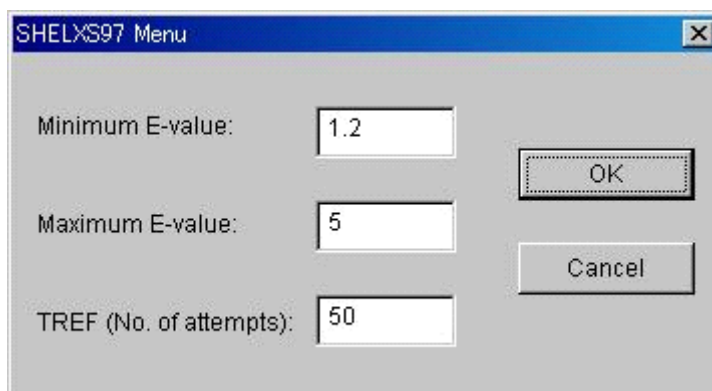 SHELXS97 Menu
Minimum E-value: 1.2
OK
Maximum E-value: 5
Cancel
TREF (No. of attempts): 50